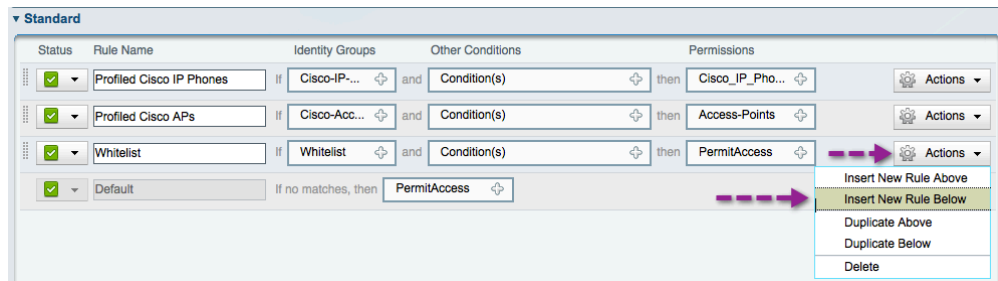 Standard
Status Rule Name Identity Groups Other Conditions Permissions
Profiled Cisco IP Phones If Cisco-IP-... and Condition(s) then Cisco_IP_Pho... Actions
Profiled Cisco APs If Cisco-Acc... and Condition(s) then Access-Points Actions
Whitelist If Whitelist and Condition(s) then PermitAccess Actions
Default If no matches, then PermitAccess
Insert New Rule Above
Insert New Rule Below
Duplicate Above
Duplicate Below
Delete